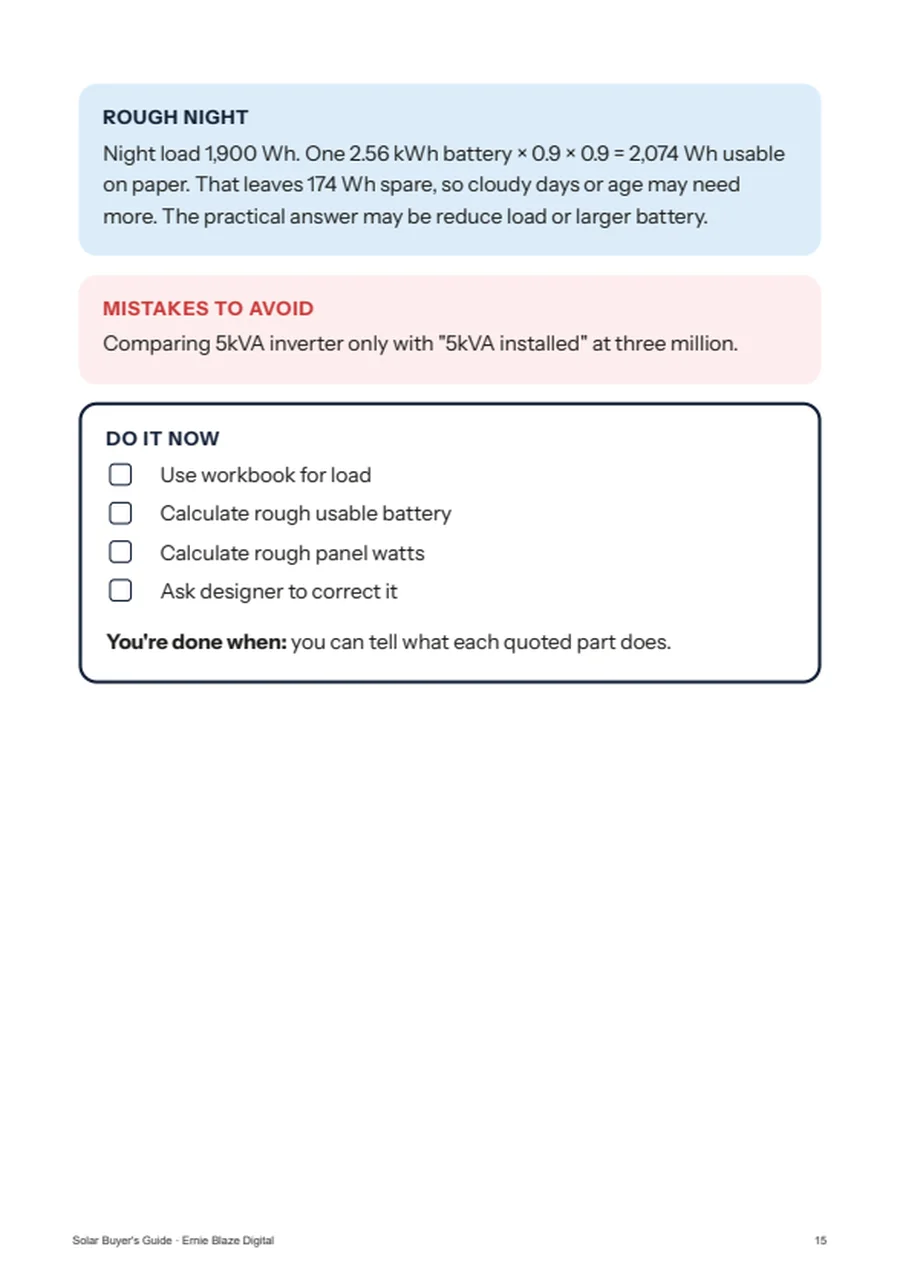 ROUGH NIGHT
Night load 1,900 Wh. One 2.56 kWh battery × 0.9 × 0.9 = 2,074 Wh usable
on paper. That leaves 174 Wh spare, so cloudy days or age may need
more. The practical answer may be reduce load or larger battery.
MISTAKES TO AVOID
Comparing 5kVA inverter only with "5kVA installed" at three million.
DO IT NOW
Use workbook for load
Calculate rough usable battery
Calculate rough panel watts
Ask designer to correct it
You're done when: you can tell what each quoted part does.
Solar Buyer's Guide · Ernie Blaze Digital
15